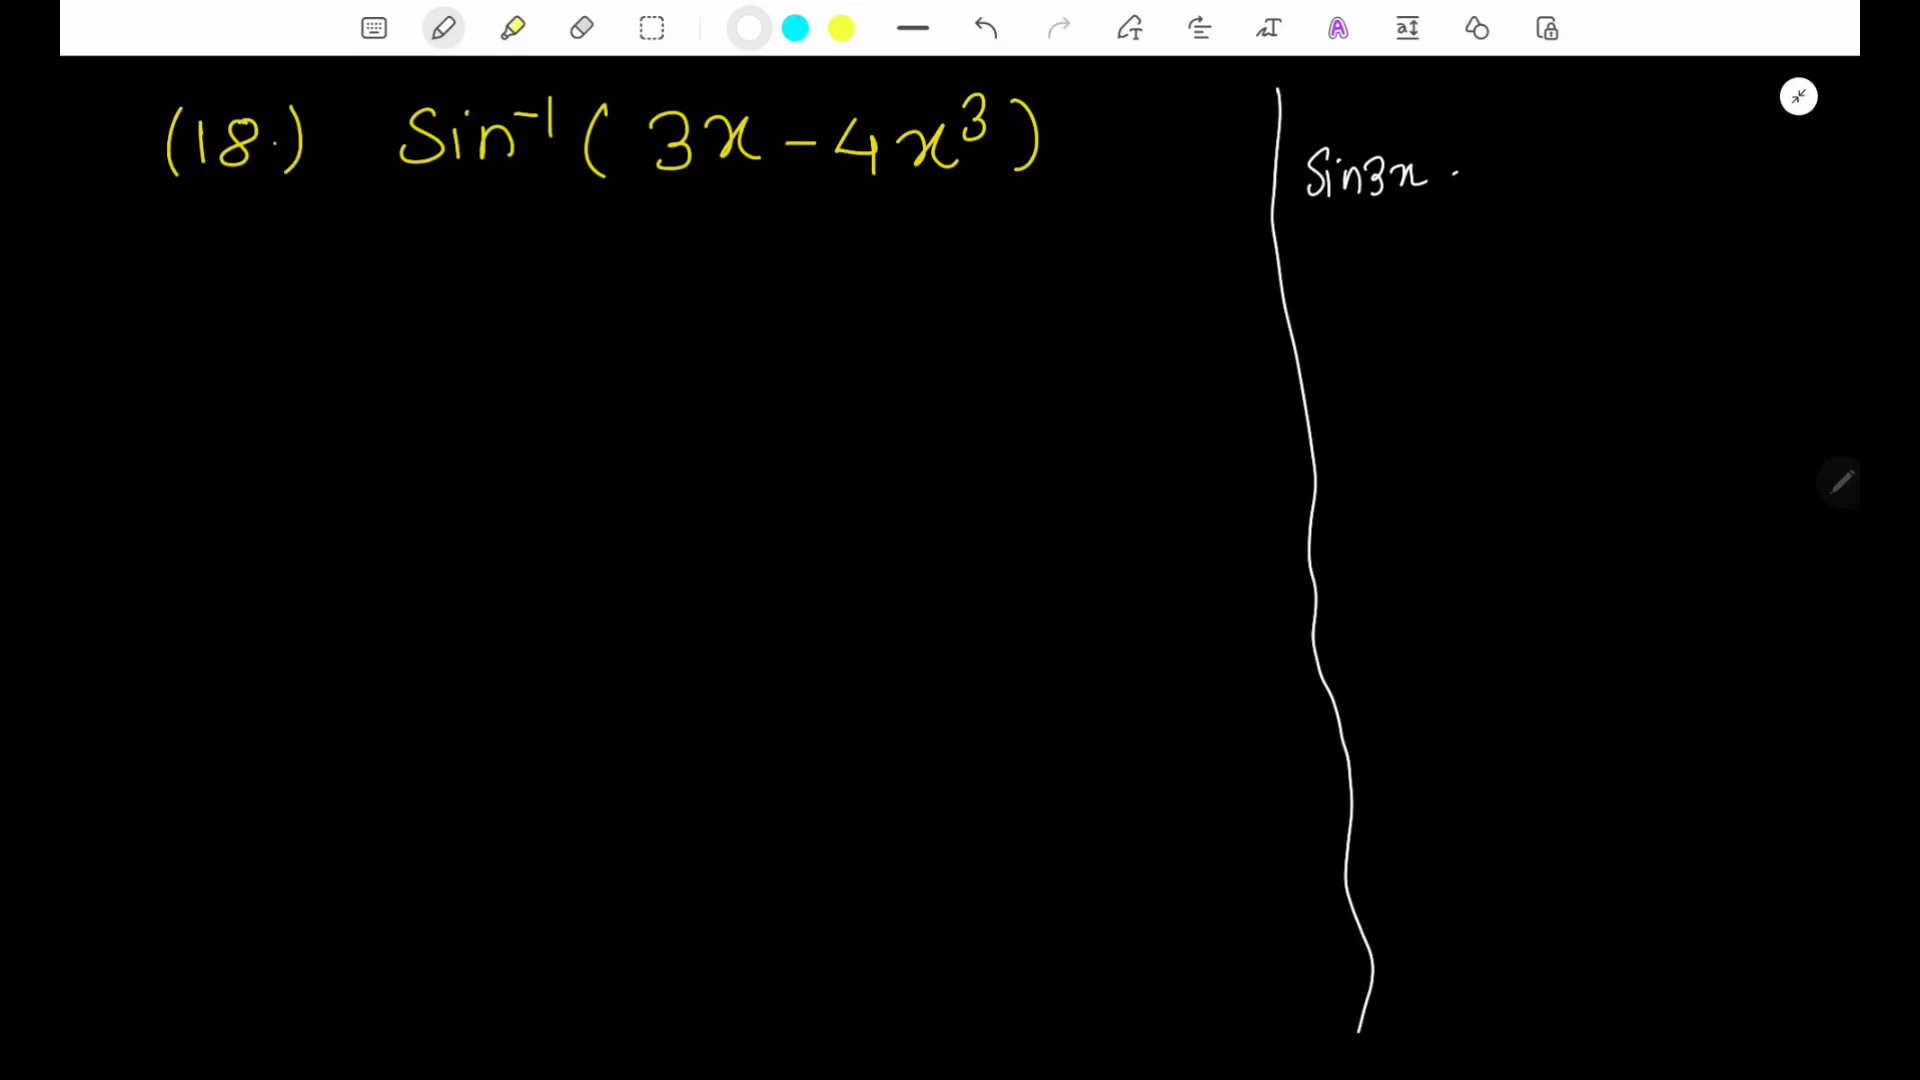 (18.) Sin⁻¹ ( 3x - 4x³ )
Sin3x